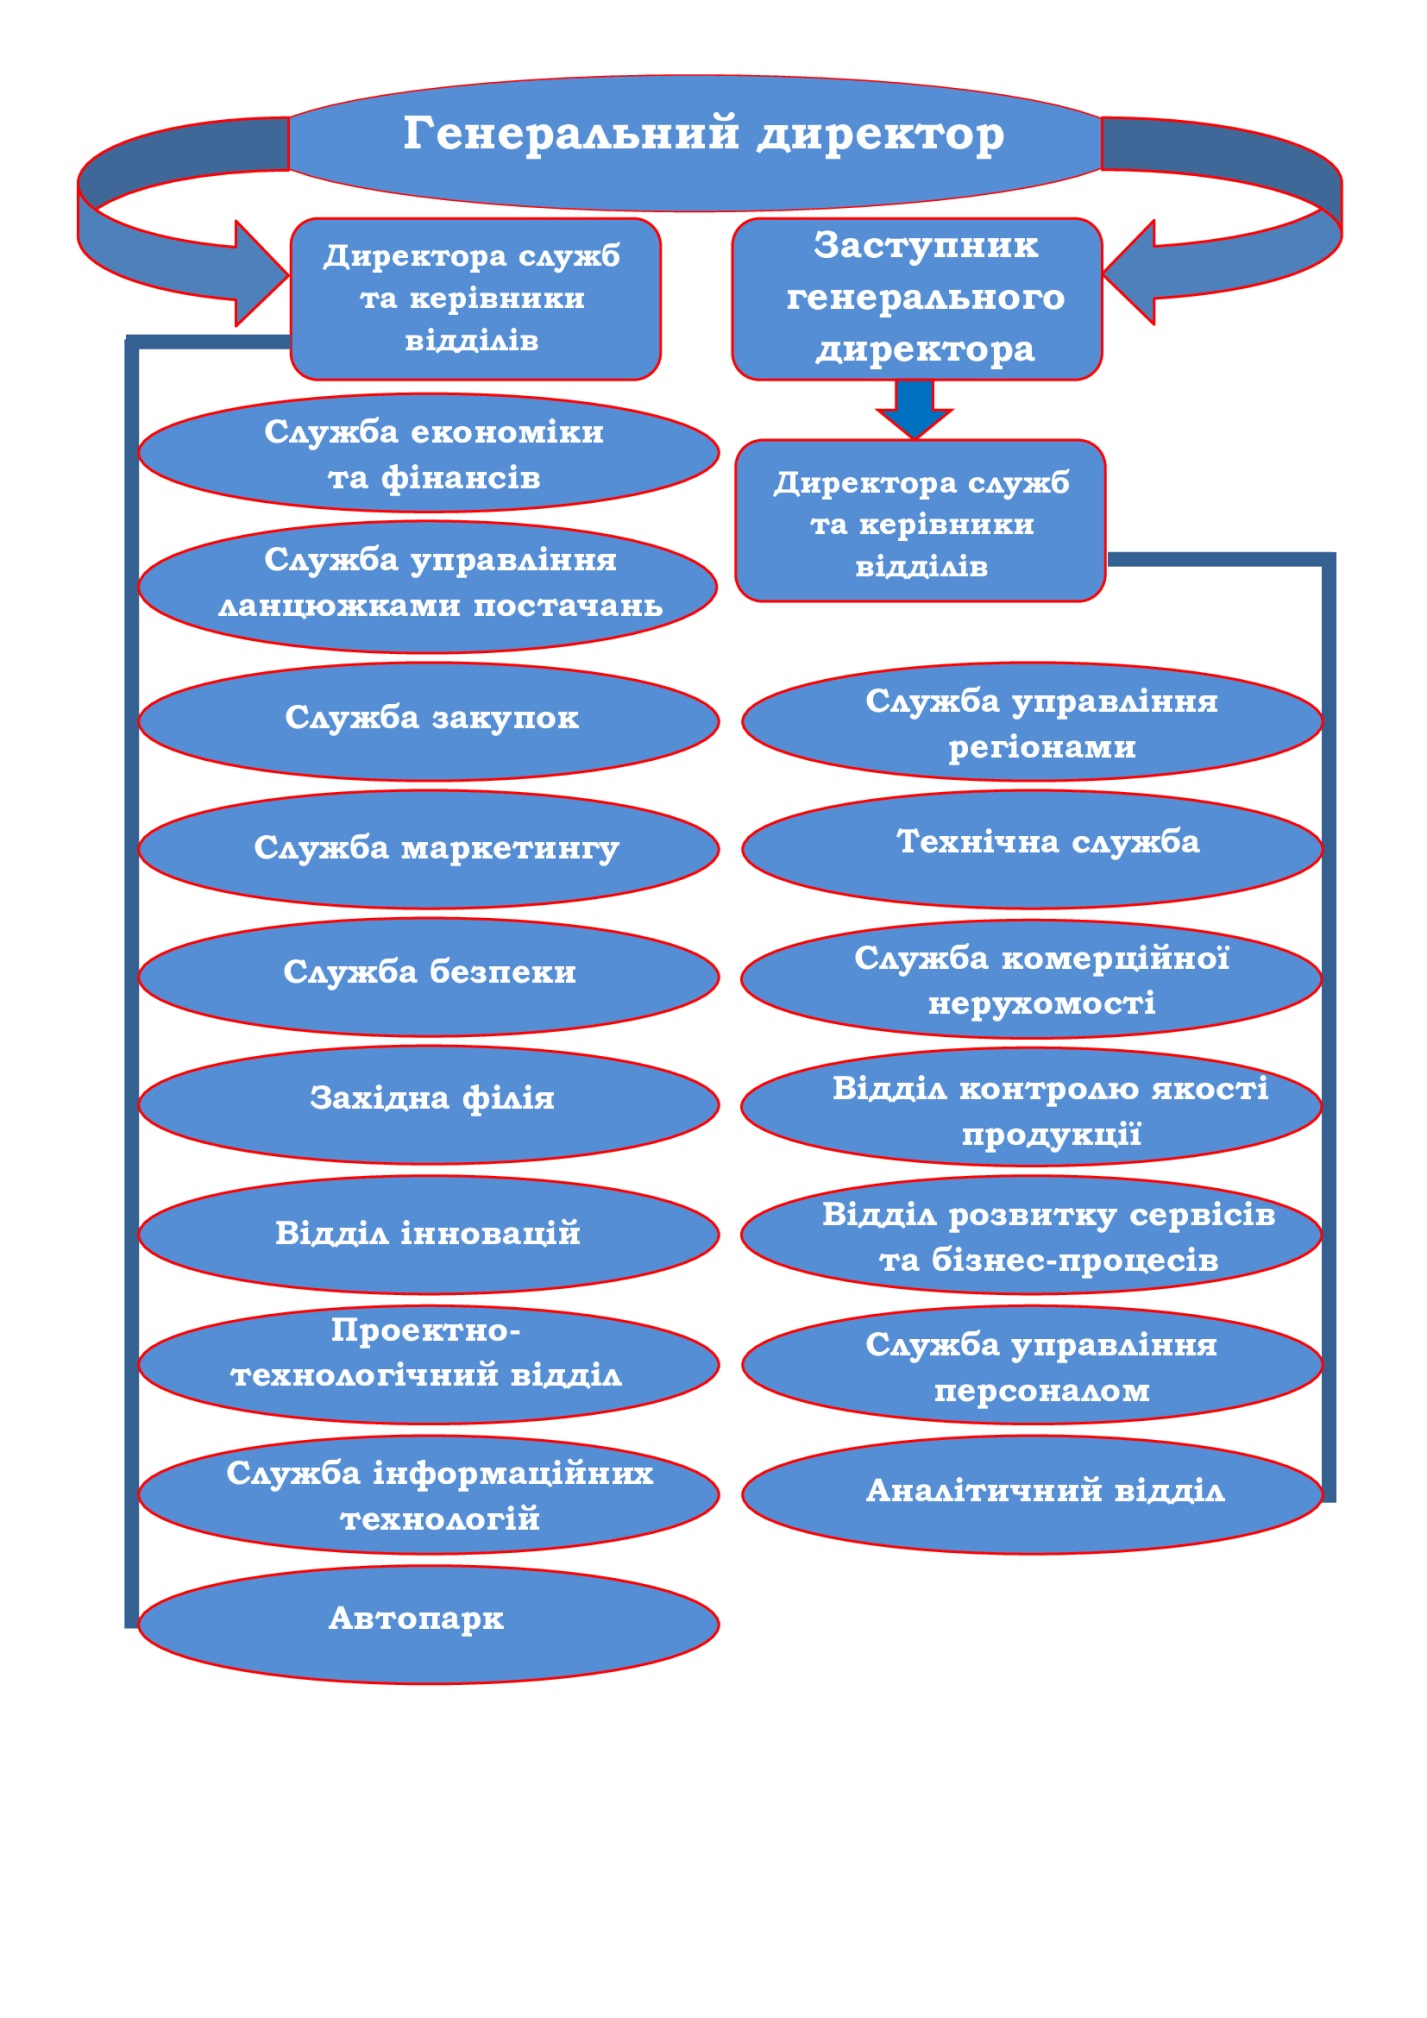 Генеральний директор
Директора служб
та керівники
відділів
Заступник
генерального
директора
Служба економіки
та фінансів
Служба управління
ланцюжками постачань
Служба закупок
Служба маркетингу
Служба безпеки
Західна філія
Відділ інновацій
Проектно-
технологічний відділ
Служба інформаційних
технологій
Автопарк
Директора служб
та керівники
відділів
Служба управління
регіонами
Технічна служба
Служба комерційної
нерухомості
Відділ контролю якості
продукції
Відділ розвитку сервісів
та бізнес-процесів
Служба управління
персоналом
Аналітичний відділ